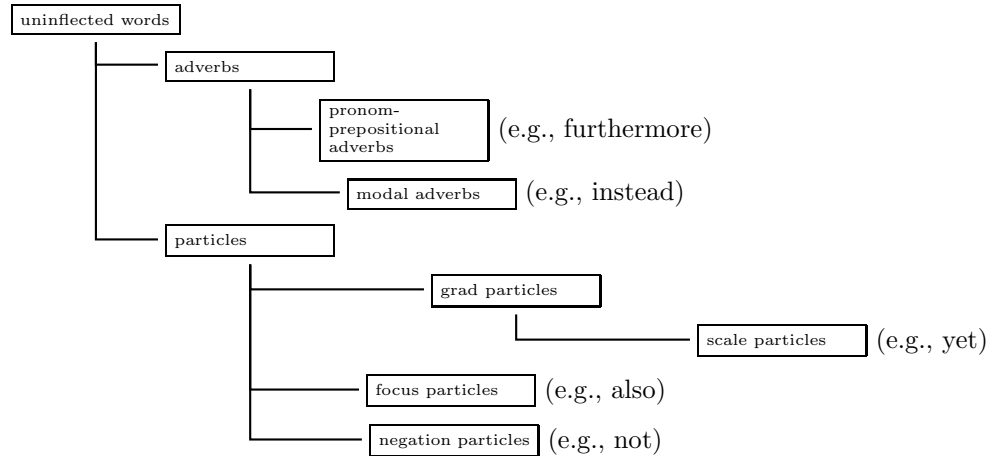 uninflected words
adverbs
pronom-
prepositional
adverbs
(e.g., furthermore)
modal adverbs (e.g., instead)
particles
grad particles
scale particles (e.g., yet)
focus particles (e.g., also)
negation particles (e.g., not)